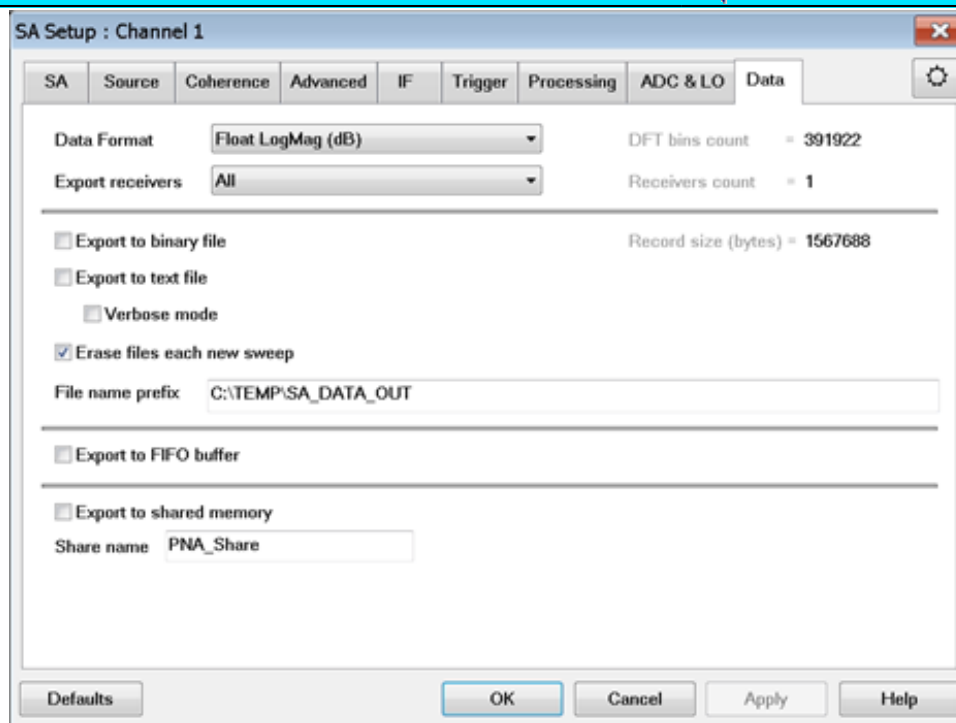 SA Setup : Channel 1
SA Source Coherence Advanced IF Trigger Processing ADC & LO Data
Data Format Float LogMag (dB) DFT bins count = 391922
Export receivers All Receivers count = 1
Export to binary file Record size (bytes) = 1567688
Export to text file
Verbose mode
Erase files each new sweep
File name prefix C:\TEMP\SA_DATA_OUT
Export to FIFO buffer
Export to shared memory
Share name PNA_Share
Defaults OK Cancel Apply Help